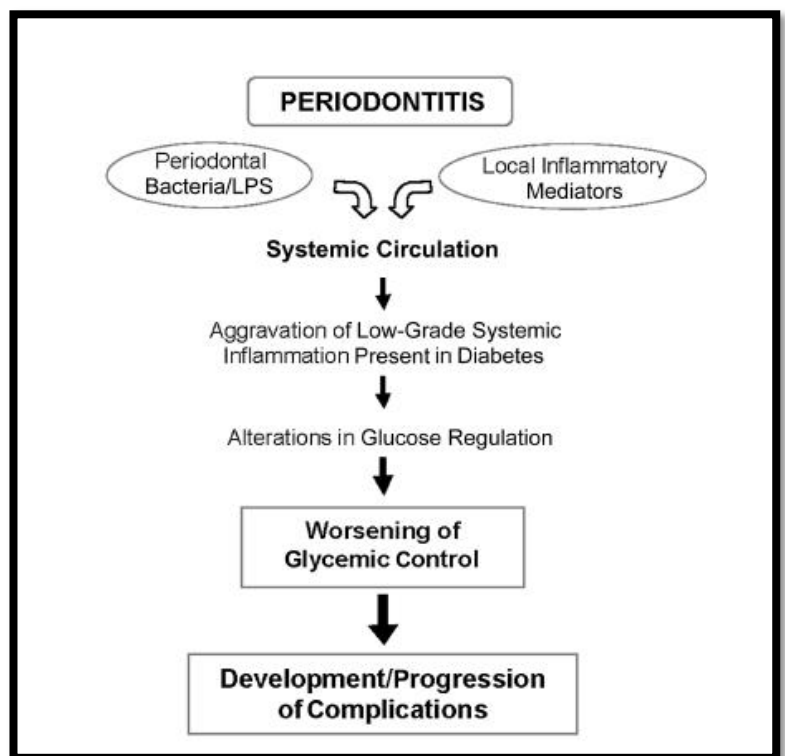 PERIODONTITIS
Periodontal
Bacteria/LPS
Local Inflammatory
Mediators
Systemic Circulation
Aggravation of Low-Grade Systemic
Inflammation Present in Diabetes
Alterations in Glucose Regulation
Worsening of
Glycemic Control
Development/Progression
of Complications